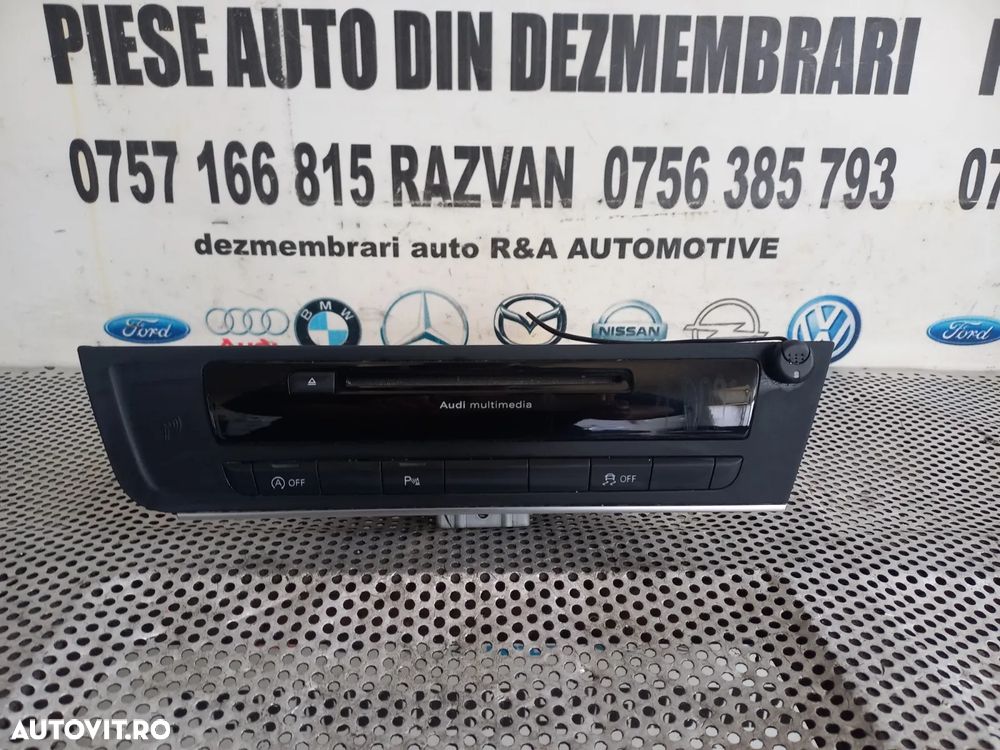 PIESE AUTO DIN DEZMEMBRARI
0757 166 815 RAZVAN 0756 385 793
dezmembrari auto R&A AUTOMOTIVE
Ford Audi BMW NISSAN Ford
Audi multimedia
A OFF P OFF
AUTOVIT.RO